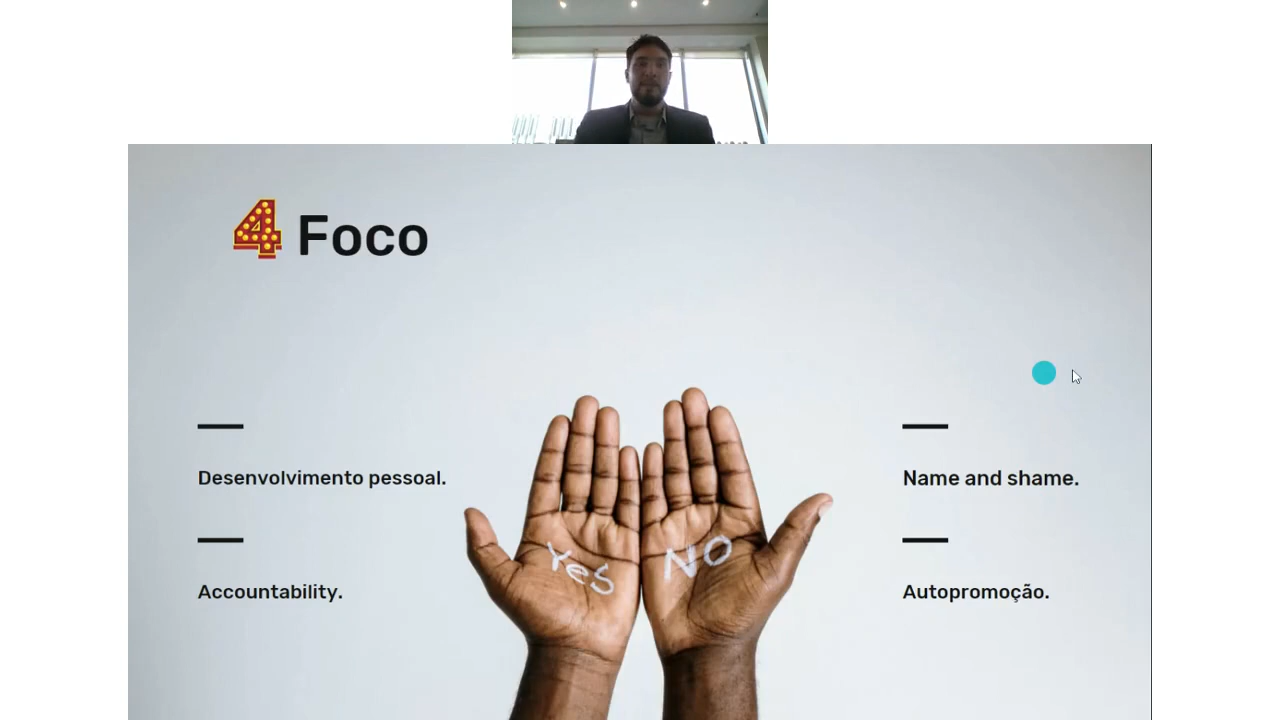 4 Foco
Desenvolvimento pessoal.
Accountability.
Yes
NO
Name and shame.
Autopromoção.